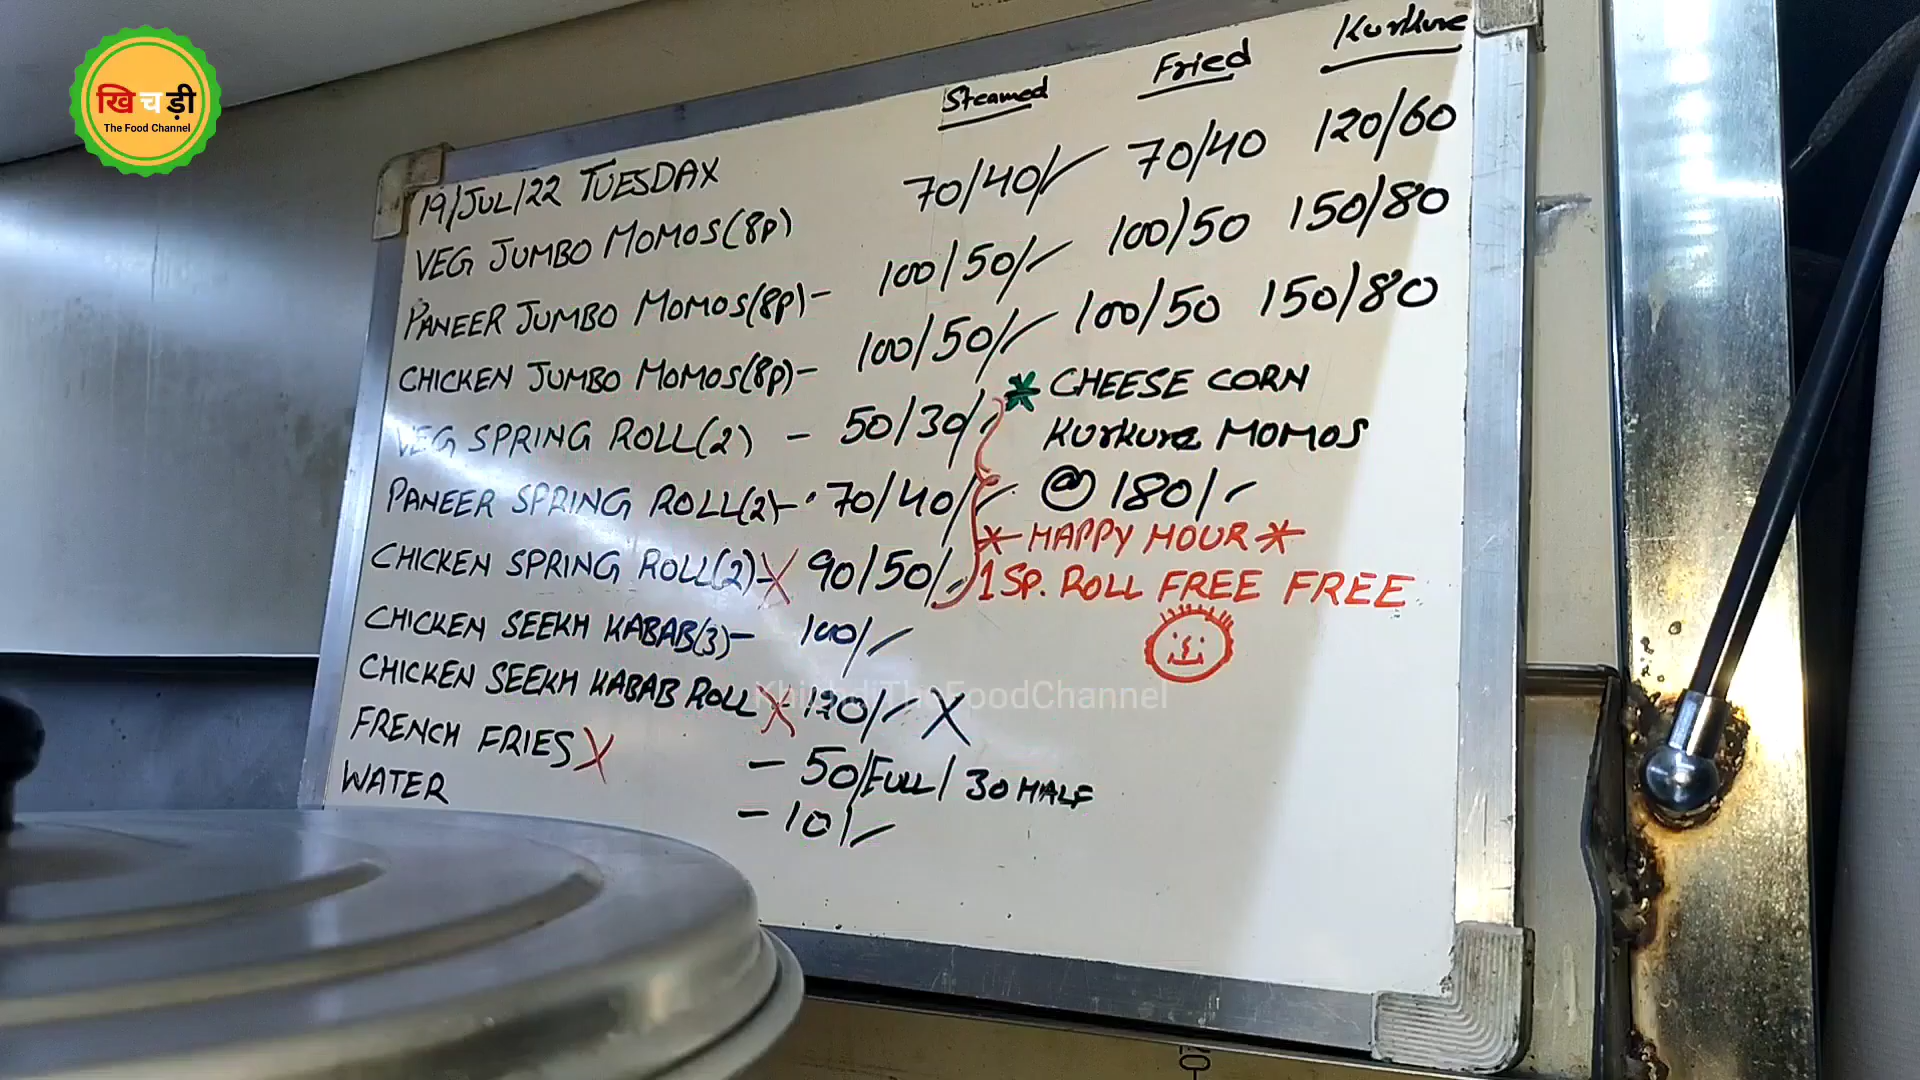 खिचड़ी
The Food Channel
Steamed Fried Kurkure
19/JUL/22 TUESDAY
VEG JUMBO MOMOS(8P) 70/40/- 70/40 120/60
PANEER JUMBO MOMOS(8P)- 100/50/- 100/50 150/80
CHICKEN JUMBO MOMOS(8P)- 100/50/- 100/50 150/80
VEG SPRING ROLL(2) - 50/30/-
* CHEESE CORN
KurKure MOMOS
@ 180/-
PANEER SPRING ROLL(2)- 70/40/-
* HAPPY HOUR *
CHICKEN SPRING ROLL(2)-X 90/50/-
1 SP. ROLL FREE FREE
CHICKEN SEEKH KABAB(3)- 100/-
CHICKEN SEEKH KABAB ROLL X - 120/- X
KhichdiTheFoodChannel
FRENCH FRIES X - 50/FULL/ 30 HALF
WATER - 10/-